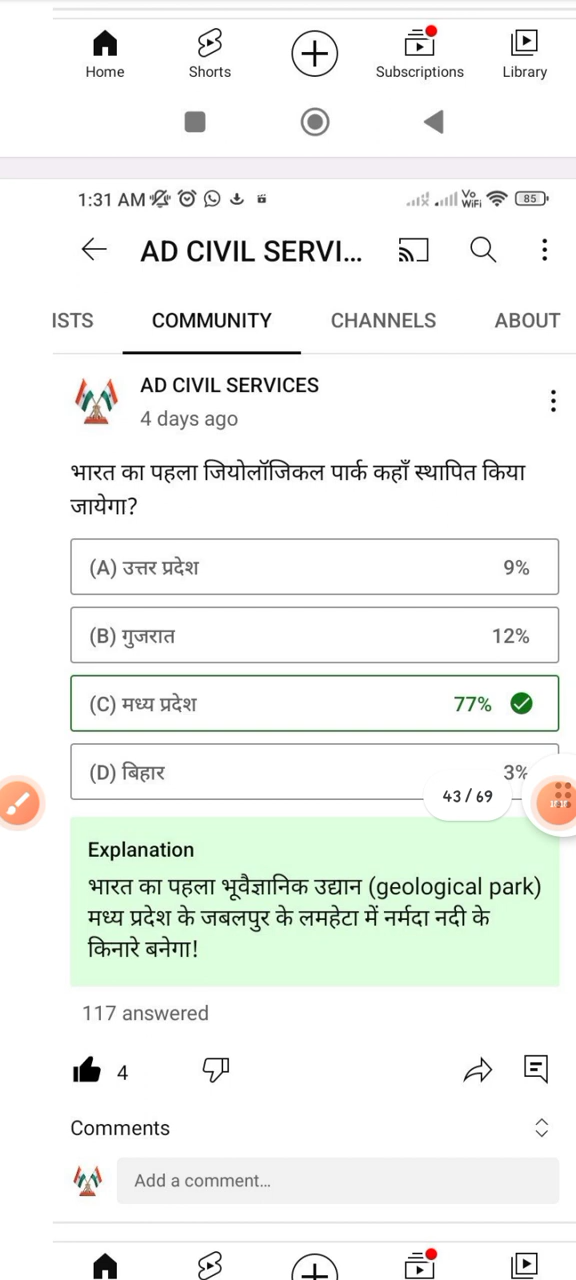 Home
Shorts
Subscriptions
Library
1:31 AM
Vo
WiFi
85
AD CIVIL SERVI...
ISTS
COMMUNITY
CHANNELS
ABOUT
AD CIVIL SERVICES
4 days ago
भारत का पहला जियोलॉजिकल पार्क कहाँ स्थापित किया
जायेगा?
(A) उत्तर प्रदेश 9%
(B) गुजरात 12%
(C) मध्य प्रदेश 77%
(D) बिहार 3%
43 / 69
Explanation
भारत का पहला भूवैज्ञानिक उद्यान (geological park)
मध्य प्रदेश के जबलपुर के लमहेटा में नर्मदा नदी के
किनारे बनेगा!
117 answered
4
Comments
Add a comment...